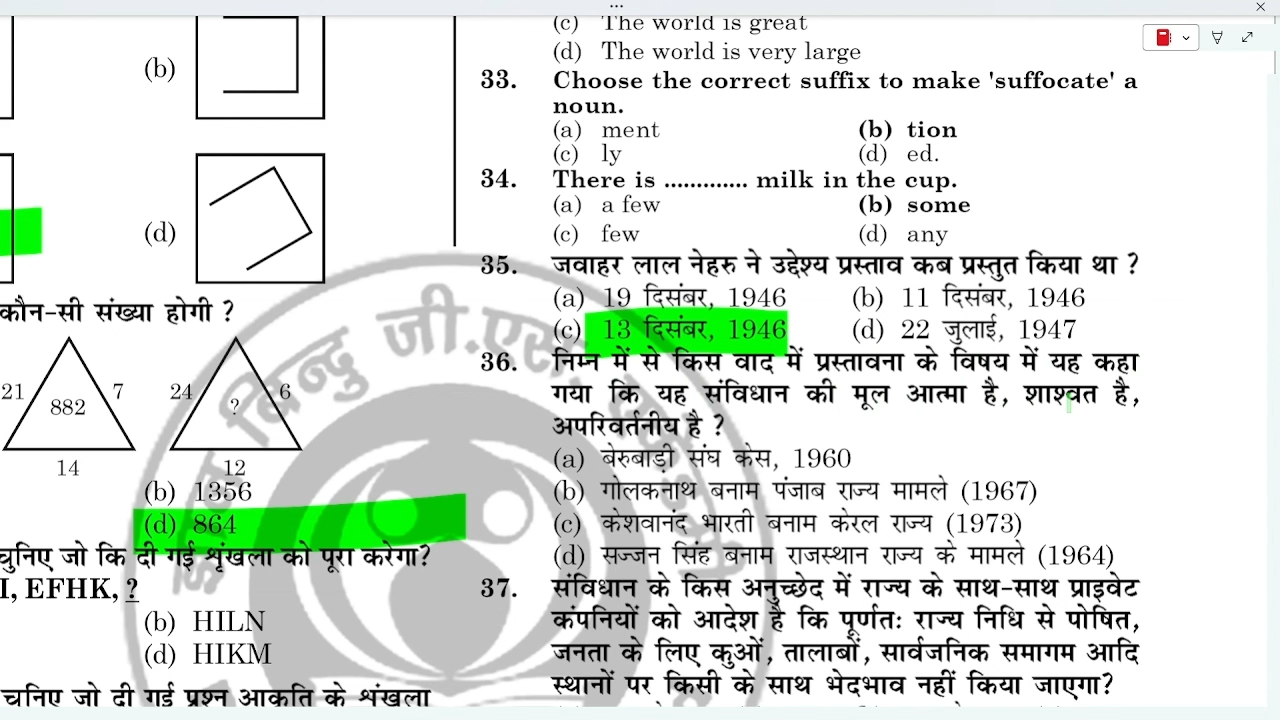 (b)
(d)
कौन-सी संख्या होगी ?
21 882 7 24 ? 6
14 12
(b) 1356
(d) 864
चुनिए जो कि दी गई शृंखला को पूरा करेगा?
I, EFHK, ?
(b) HILN
(d) HIKM
चुनिए जो दी गई प्रश्न आकृति के शृंखला
(c) The world is great
(d) The world is very large
33. Choose the correct suffix to make 'suffocate' a
noun.
(a) ment (b) tion
(c) ly (d) ed.
34. There is ............. milk in the cup.
(a) a few (b) some
(c) few (d) any
35. जवाहर लाल नेहरु ने उद्देश्य प्रस्ताव कब प्रस्तुत किया था ?
(a) 19 दिसंबर, 1946 (b) 11 दिसंबर, 1946
(c) 13 दिसंबर, 1946 (d) 22 जुलाई, 1947
36. निम्न में से किस वाद में प्रस्तावना के विषय में यह कहा
गया कि यह संविधान की मूल आत्मा है, शाश्वत है,
अपरिवर्तनीय है ?
(a) बेरुबाड़ी संघ केस, 1960
(b) गोलकनाथ बनाम पंजाब राज्य मामले (1967)
(c) केशवानंद भारती बनाम केरल राज्य (1973)
(d) सज्जन सिंह बनाम राजस्थान राज्य के मामले (1964)
37. संविधान के किस अनुच्छेद में राज्य के साथ-साथ प्राइवेट
कंपनियों को आदेश है कि पूर्णतः राज्य निधि से पोषित,
जनता के लिए कुओं, तालाबों, सार्वजनिक समागम आदि
स्थानों पर किसी के साथ भेदभाव नहीं किया जाएगा?
बिन्दु जी.एस.